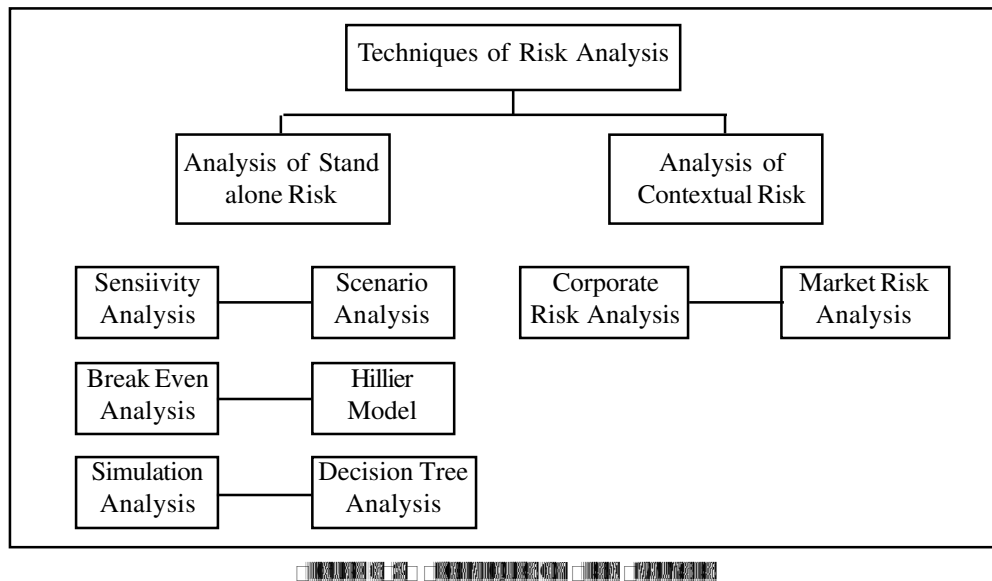 Techniques of Risk Analysis
Analysis of Stand
alone Risk
Analysis of
Contextual Risk
Sensiivity
Analysis
Scenario
Analysis
Corporate
Risk Analysis
Market Risk
Analysis
Break Even
Analysis
Hillier
Model
Simulation
Analysis
Decision Tree
Analysis